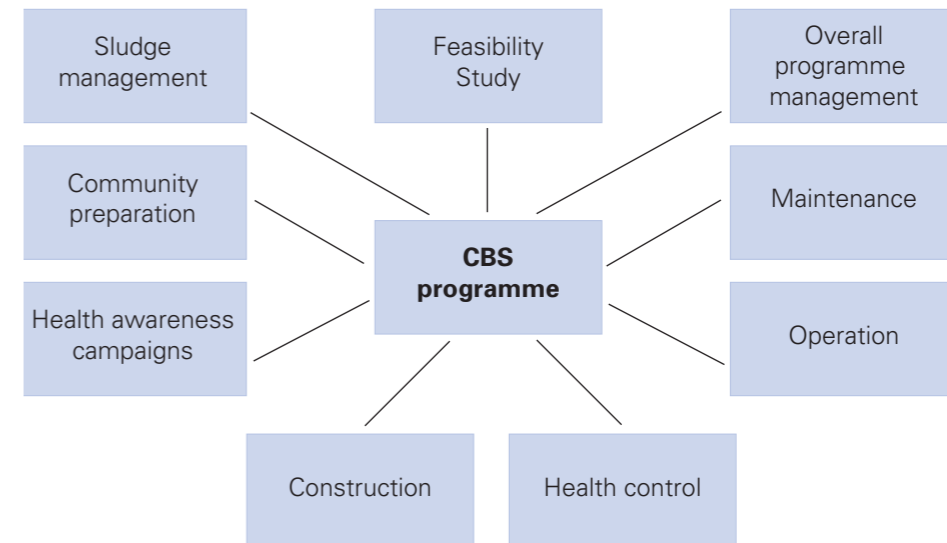 Sludge
management
Feasibility
Study
Overall
programme
management
Community
preparation
CBS
programme
Maintenance
Health awareness
campaigns
Operation
Construction
Health control